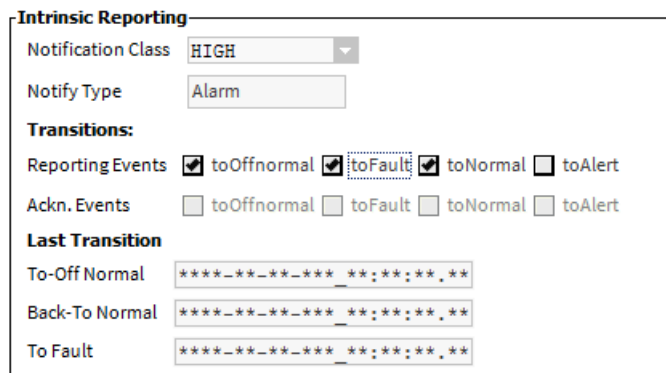 Intrinsic Reporting
Notification Class HIGH
Notify Type Alarm
Transitions:
Reporting Events toOffnormal toFault toNormal toAlert
Ackn. Events toOffnormal toFault toNormal toAlert
Last Transition
To-Off Normal ****-**-**-***_**:**:**.**
Back-To Normal ****-**-**-***_**:**:**.**
To Fault ****-**-**-***_**:**:**.**